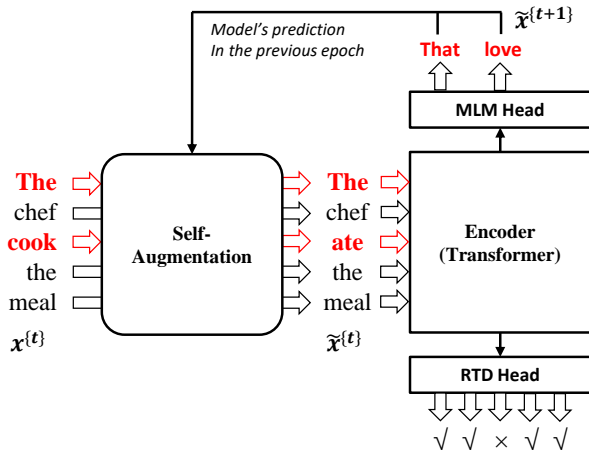 Model's prediction
In the previous epoch
x̃^{t+1}
That love
MLM Head
The
chef
cook
the
meal
x^{t}
Self-
Augmentation
The
chef
ate
the
meal
x̃^{t}
Encoder
(Transformer)
RTD Head
√ √ × √ √